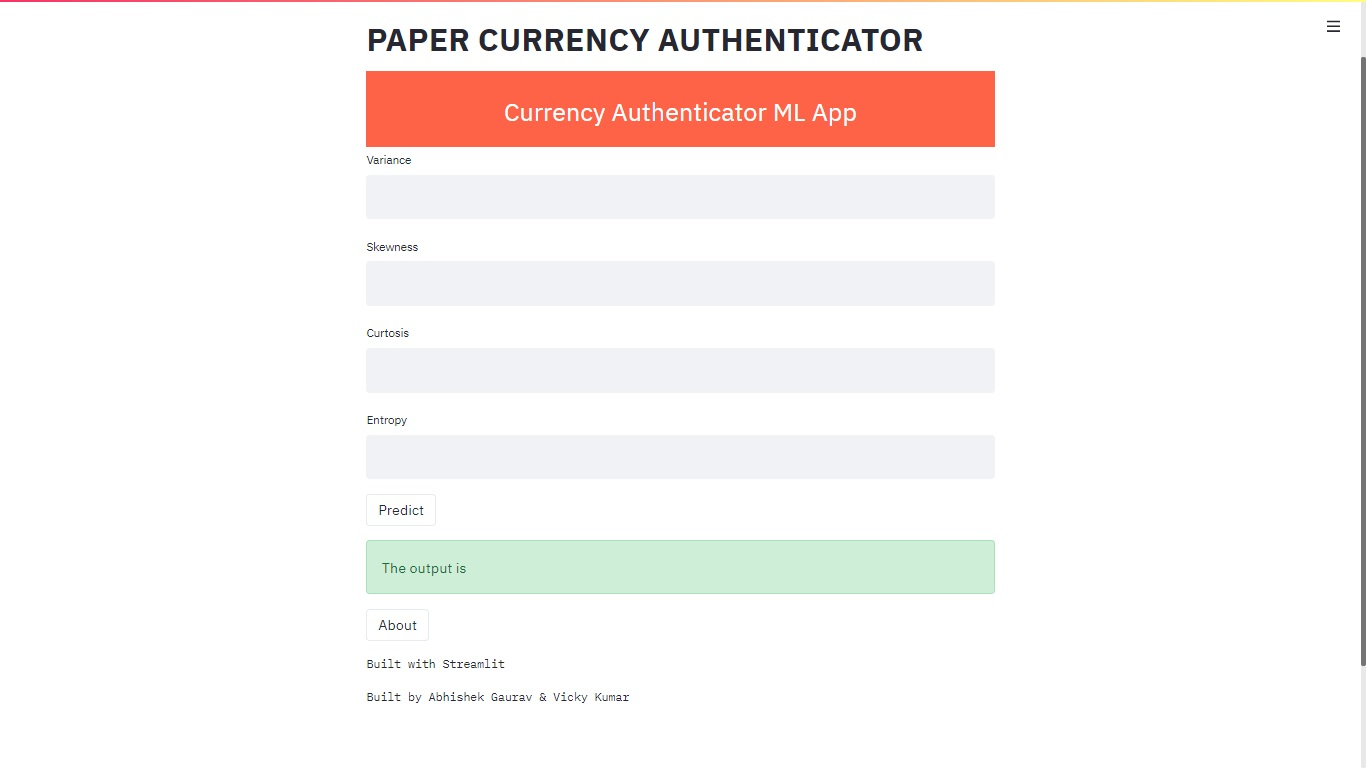 PAPER CURRENCY AUTHENTICATOR
Currency Authenticator ML App
Variance
Skewness
Curtosis
Entropy
Predict
The output is
About
Built with Streamlit
Built by Abhishek Gaurav & Vicky Kumar